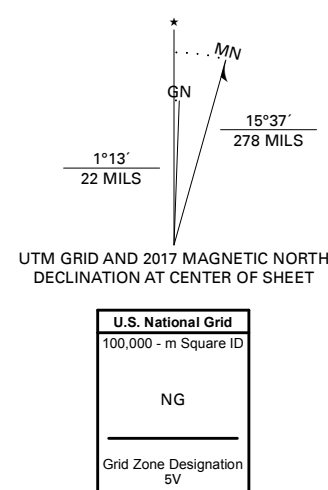 ★
MN
GN
15°37´
278 MILS
1°13´
22 MILS
UTM GRID AND 2017 MAGNETIC NORTH
DECLINATION AT CENTER OF SHEET
U.S. National Grid
100,000 - m Square ID
NG
Grid Zone Designation
5V